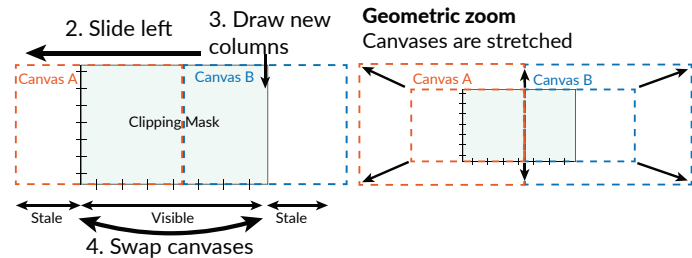 2. Slide left
3. Draw new
columns
Canvas A
Canvas B
Clipping Mask
Stale
Visible
Stale
4. Swap canvases
Geometric zoom
Canvases are stretched
Canvas A
Canvas B